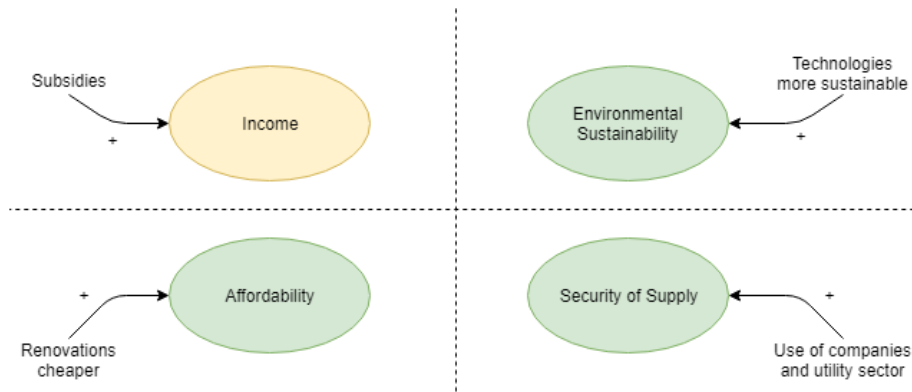 Subsidies
+
Income
Environmental
Sustainability
Technologies
more sustainable
+
+
Affordability
Renovations
cheaper
Security of Supply
+
Use of companies
and utility sector